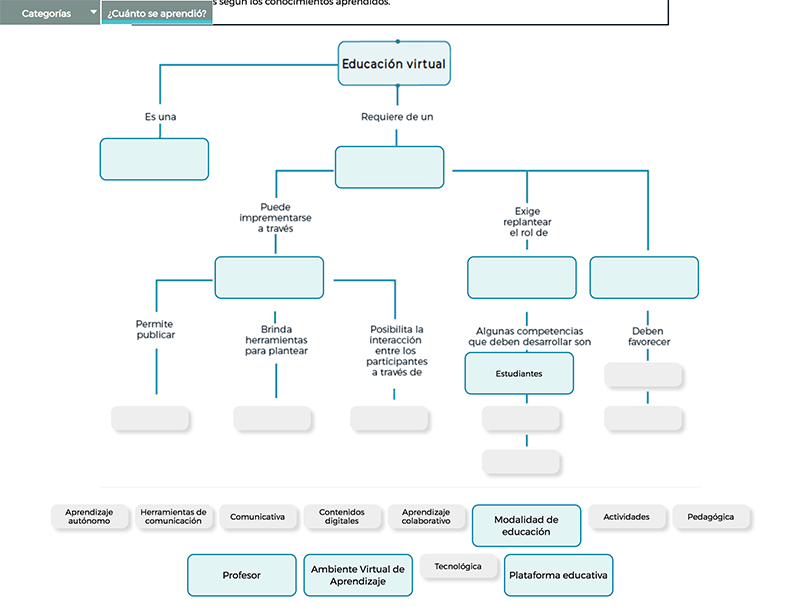 Categorías
¿Cuánto se aprendió?
s según los conocimientos aprendidos.
Educación virtual
Es una
Requiere de un
Puede
imprementarse
a través
Exige
replantear
el rol de
Permite
publicar
Brinda
herramientas
para plantear
Posibilita la
interacción
entre los
participantes
a través de
Algunas competencias
que deben desarrollar son
Deben
favorecer
Estudiantes
Aprendizaje
autónomo
Herramientas de
comunicación
Comunicativa
Contenidos
digitales
Aprendizaje
colaborativo
Modalidad de
educación
Actividades
Pedagógica
Profesor
Ambiente Virtual de
Aprendizaje
Tecnológica
Plataforma educativa